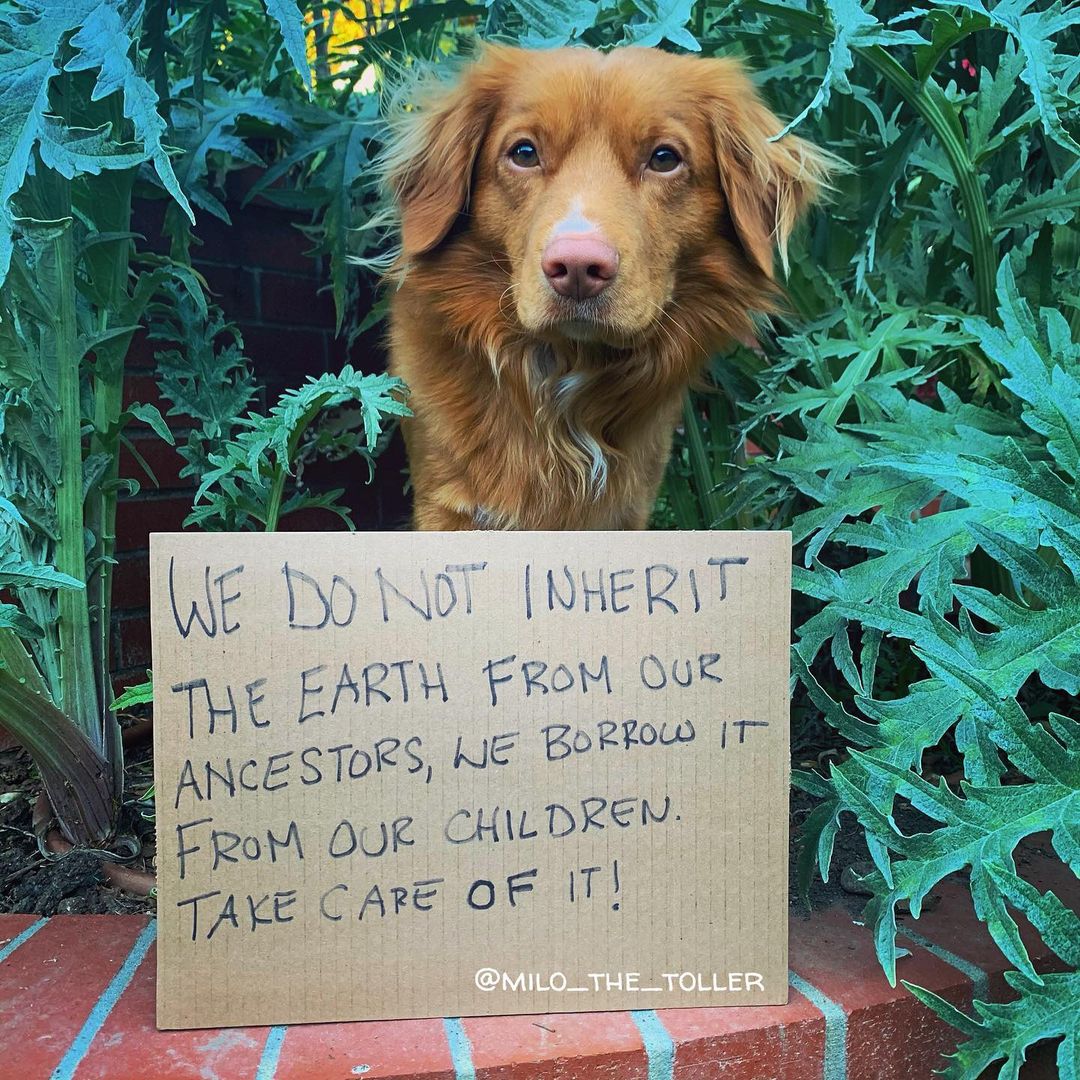 WE DO NOT INHERIT
THE EARTH FROM OUR
ANCESTORS, WE BORROW IT
FROM OUR CHILDREN.
TAKE CARE OF IT!
@MILO_THE_TOLLER